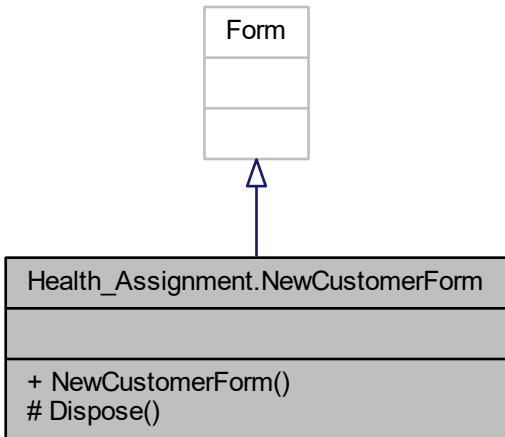 Form
Health_Assignment.NewCustomerForm
+ NewCustomerForm()
# Dispose()